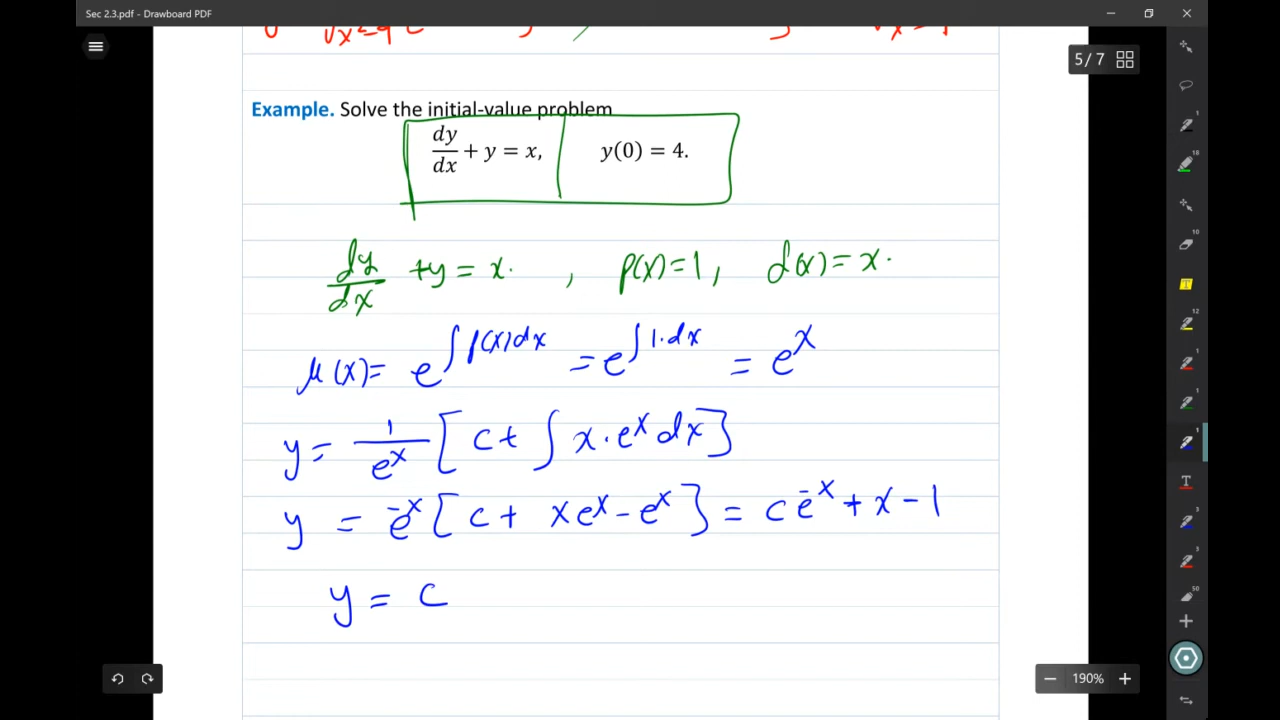 Sec 2.3.pdf - Drawboard PDF
5 / 7
Example. Solve the initial-value problem
dy/dx + y = x, y(0) = 4.
dy/dx + y = x. , p(x)=1, d(x)= x.
μ(x)= e^∫p(x)dx = e^∫1.dx = e^x
y = 1/e^x [ c + ∫ x . e^x dx ]
y = e^-x [ c + xe^x - e^x ] = c e^-x + x - 1
y = c
190%